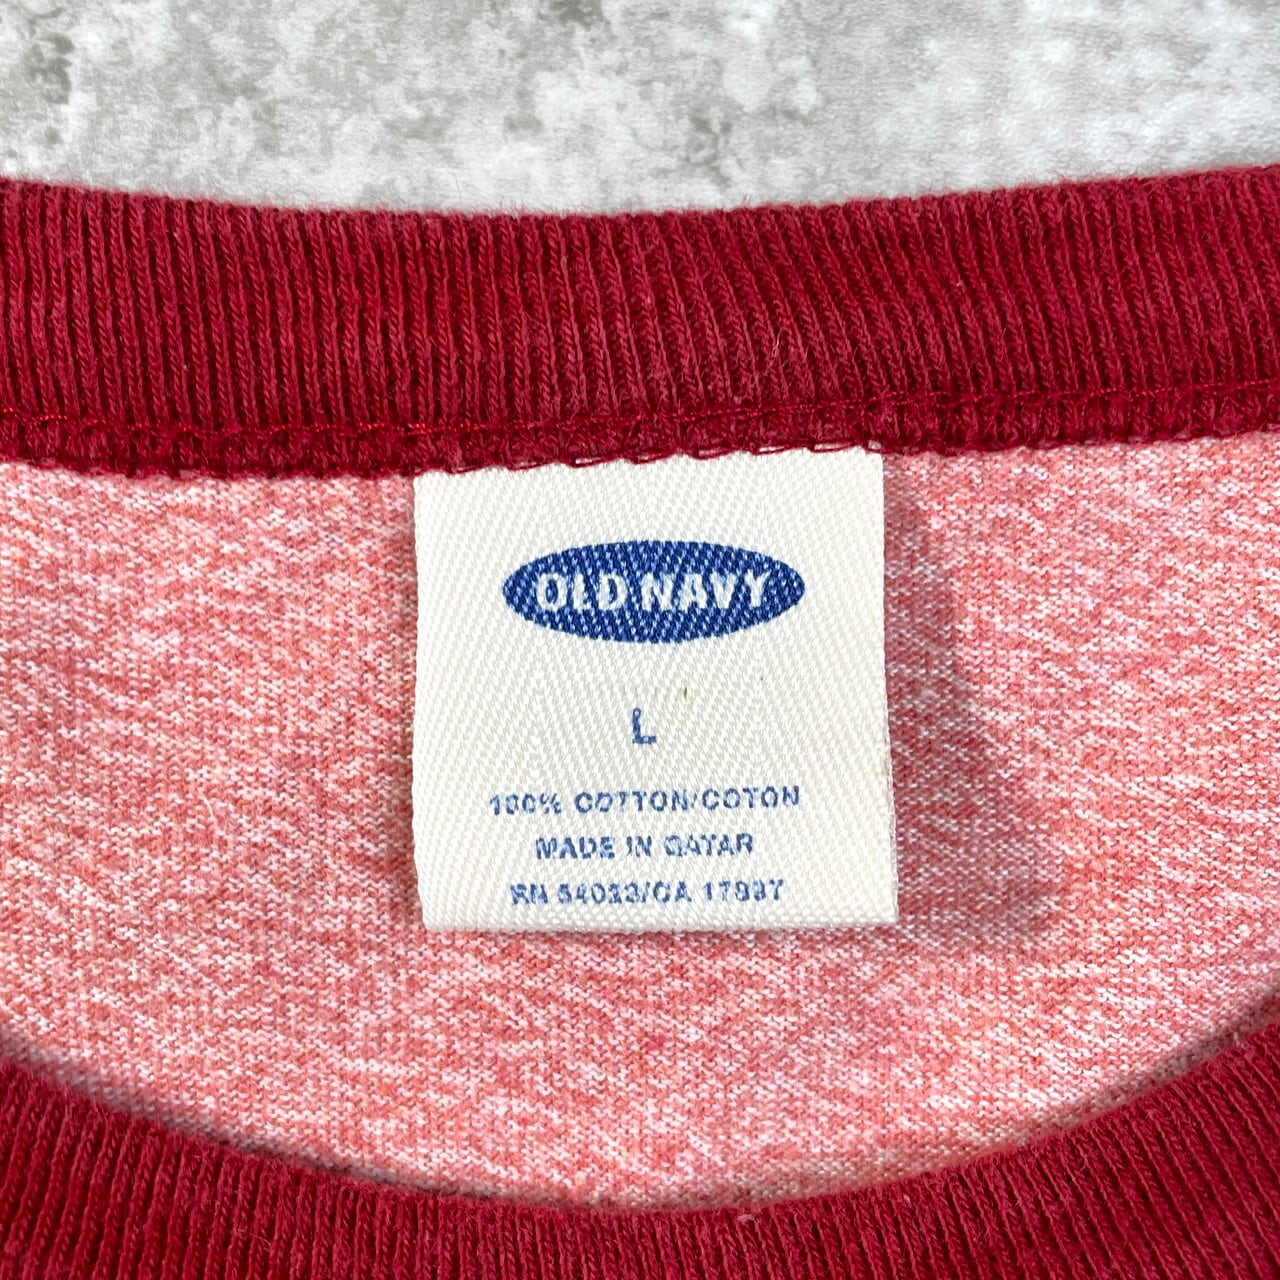 OLD NAVY
L
100% COTTON/COTON
MADE IN QATAR
RN 54023/CA 17897